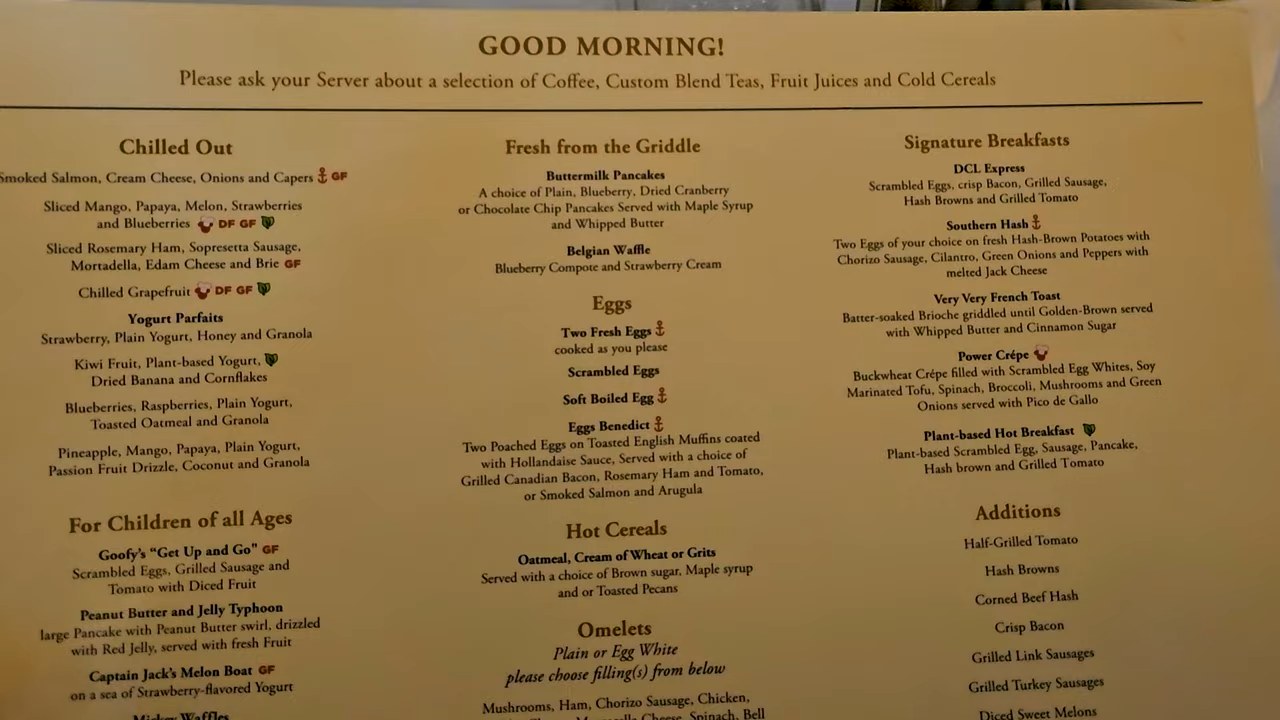 GOOD MORNING!
Please ask your Server about a selection of Coffee, Custom Blend Teas, Fruit Juices and Cold Cereals
Chilled Out
Smoked Salmon, Cream Cheese, Onions and Capers GF
Sliced Mango, Papaya, Melon, Strawberries
and Blueberries DF GF
Sliced Rosemary Ham, Sopresetta Sausage,
Mortadella, Edam Cheese and Brie GF
Chilled Grapefruit DF GF
Yogurt Parfaits
Strawberry, Plain Yogurt, Honey and Granola
Kiwi Fruit, Plant-based Yogurt,
Dried Banana and Cornflakes
Blueberries, Raspberries, Plain Yogurt,
Toasted Oatmeal and Granola
Pineapple, Mango, Papaya, Plain Yogurt,
Passion Fruit Drizzle, Coconut and Granola
For Children of all Ages
Goofy's "Get Up and Go" GF
Scrambled Eggs, Grilled Sausage and
Tomato with Diced Fruit
Peanut Butter and Jelly Typhoon
large Pancake with Peanut Butter swirl, drizzled
with Red Jelly, served with fresh Fruit
Captain Jack's Melon Boat GF
on a sea of Strawberry-flavored Yogurt
Mickey Waffles
Fresh from the Griddle
Buttermilk Pancakes
A choice of Plain, Blueberry, Dried Cranberry
or Chocolate Chip Pancakes Served with Maple Syrup
and Whipped Butter
Belgian Waffle
Blueberry Compote and Strawberry Cream
Eggs
Two Fresh Eggs
cooked as you please
Scrambled Eggs
Soft Boiled Egg
Eggs Benedict
Two Poached Eggs on Toasted English Muffins coated
with Hollandaise Sauce, Served with a choice of
Grilled Canadian Bacon, Rosemary Ham and Tomato,
or Smoked Salmon and Arugula
Hot Cereals
Oatmeal, Cream of Wheat or Grits
Served with a choice of Brown sugar, Maple syrup
and or Toasted Pecans
Omelets
Plain or Egg White
please choose filling(s) from below
Mushrooms, Ham, Chorizo Sausage, Chicken,
Cheese, Spinach, Bell
Signature Breakfasts
DCL Express
Scrambled Eggs, crisp Bacon, Grilled Sausage,
Hash Browns and Grilled Tomato
Southern Hash
Two Eggs of your choice on fresh Hash-Brown Potatoes with
Chorizo Sausage, Cilantro, Green Onions and Peppers with
melted Jack Cheese
Very Very French Toast
Batter-soaked Brioche griddled until Golden-Brown served
with Whipped Butter and Cinnamon Sugar
Power Crépe
Buckwheat Crépe filled with Scrambled Egg Whites, Soy
Marinated Tofu, Spinach, Broccoli, Mushrooms and Green
Onions served with Pico de Gallo
Plant-based Hot Breakfast
Plant-based Scrambled Egg, Sausage, Pancake,
Hash brown and Grilled Tomato
Additions
Half-Grilled Tomato
Hash Browns
Corned Beef Hash
Crisp Bacon
Grilled Link Sausages
Grilled Turkey Sausages
Diced Sweet Melons